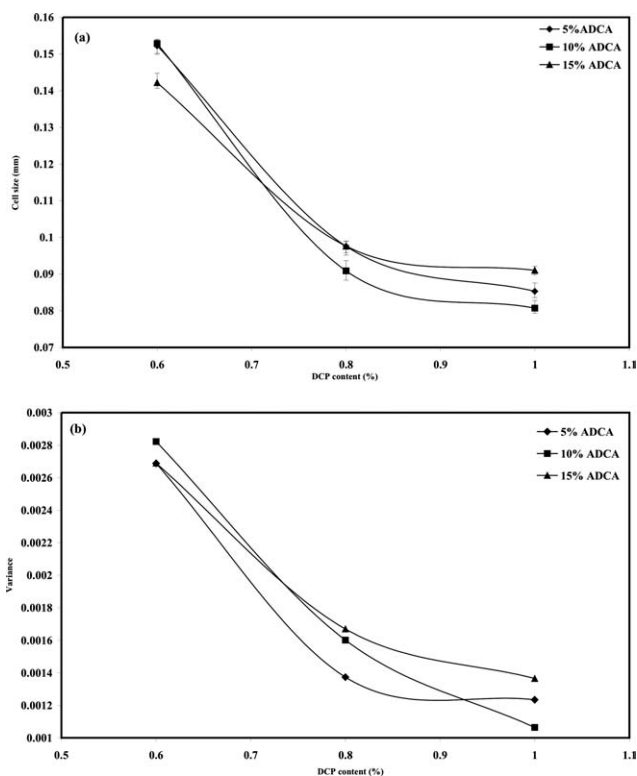 0.16
(a)
5%ADCA
10% ADCA
15% ADCA
0.15
0.14
0.13
0.12
0.11
0.1
0.09
0.08
0.07
Cell size (mm)
0.5 0.6 0.7 0.8 0.9 1 1.1
DCP content (%)
0.003
(b)
5% ADCA
10% ADCA
15% ADCA
0.0028
0.0026
0.0024
0.0022
0.002
0.0018
0.0016
0.0014
0.0012
0.001
Variance
0.5 0.6 0.7 0.8 0.9 1 1.1
DCP content (%)